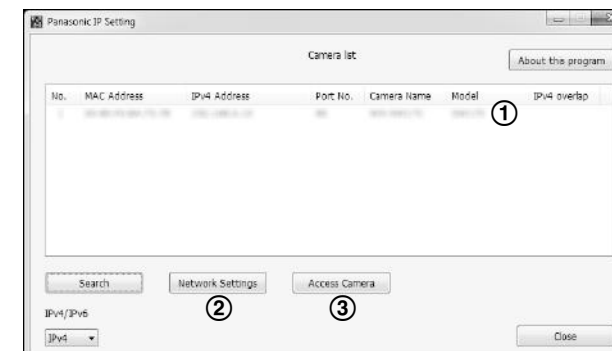 Panasonic IP Setting
Camera list
About this program
No. MAC Address IPv4 Address Port No. Camera Name Model IPv4 overlap
①
Search Network Settings Access Camera
② ③
IPv4/IPv6
IPv4 Close